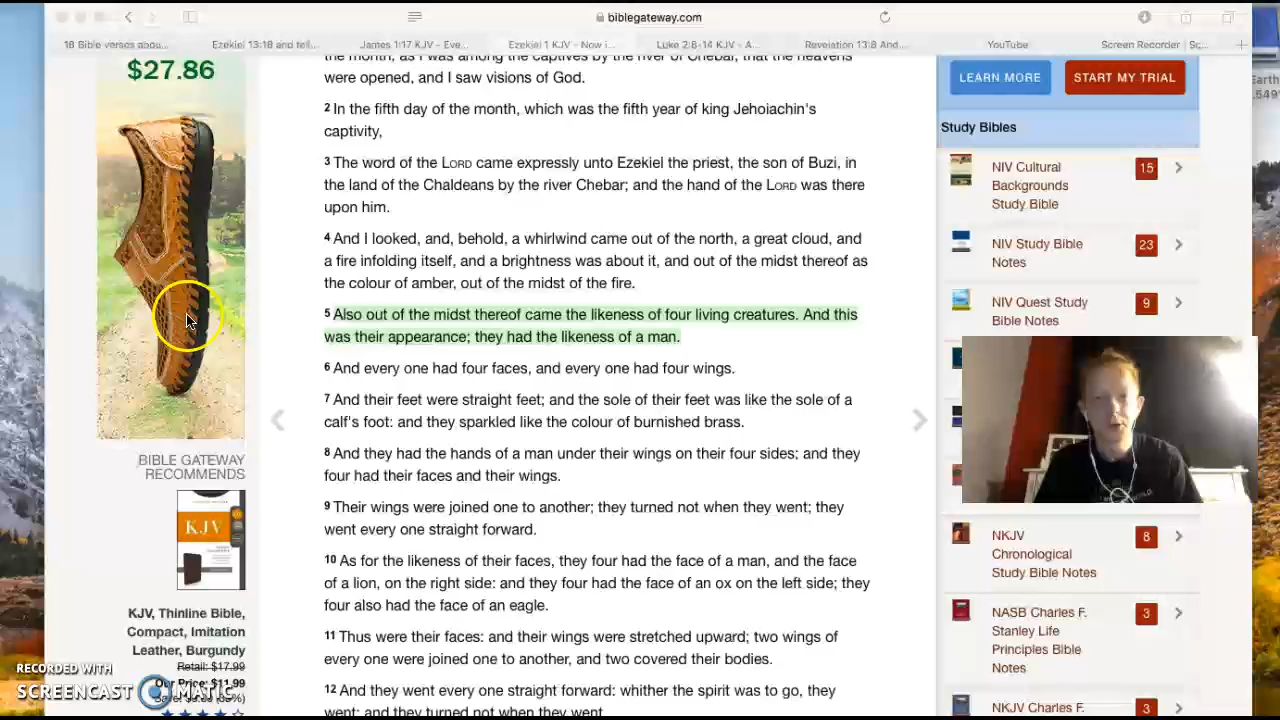 biblegateway.com
18 Bible verses abou...
Ezekiel 13:18 and tell...
James 1:17 KJV - Eve...
Ezekiel 1 KJV - Now i...
Luke 2:8-14 KJV - A...
Revelation 13:8 And...
YouTube
Screen Recorder | Sc...
$27.86
the month, as I was among the captives by the river of Chebar, that the heavens
were opened, and I saw visions of God.
2 In the fifth day of the month, which was the fifth year of king Jehoiachin's
captivity,
3 The word of the LORD came expressly unto Ezekiel the priest, the son of Buzi, in
the land of the Chaldeans by the river Chebar; and the hand of the LORD was there
upon him.
4 And I looked, and, behold, a whirlwind came out of the north, a great cloud, and
a fire infolding itself, and a brightness was about it, and out of the midst thereof as
the colour of amber, out of the midst of the fire.
5 Also out of the midst thereof came the likeness of four living creatures. And this
was their appearance; they had the likeness of a man.
6 And every one had four faces, and every one had four wings.
7 And their feet were straight feet; and the sole of their feet was like the sole of a
calf's foot: and they sparkled like the colour of burnished brass.
8 And they had the hands of a man under their wings on their four sides; and they
four had their faces and their wings.
9 Their wings were joined one to another; they turned not when they went; they
went every one straight forward.
10 As for the likeness of their faces, they four had the face of a man, and the face
of a lion, on the right side: and they four had the face of an ox on the left side; they
four also had the face of an eagle.
11 Thus were their faces: and their wings were stretched upward; two wings of
every one were joined one to another, and two covered their bodies.
12 And they went every one straight forward: whither the spirit was to go, they
went; and they turned not when they went.
BIBLE GATEWAY
RECOMMENDS
KJV
KJV, Thinline Bible,
Compact, Imitation
Leather, Burgundy
Retail: $17.99
Our Price: $11.99
RECORDED WITH
SCREENCAST MATIC
LEARN MORE
START MY TRIAL
Study Bibles
NIV Cultural
Backgrounds
Study Bible
15
NIV Study Bible
Notes
23
NIV Quest Study
Bible Notes
9
NKJV
Chronological
Study Bible Notes
8
NASB Charles F.
Stanley Life
Principles Bible
Notes
3
NKJV Charles F.
3
Earth